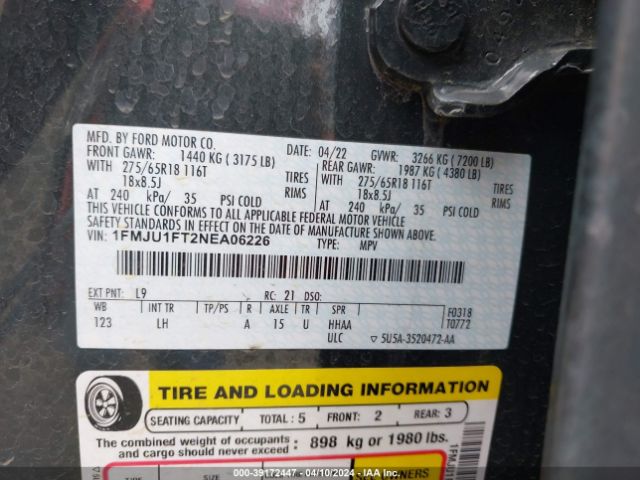 MFD. BY FORD MOTOR CO.
DATE: 04/22 GVWR: 3266 KG ( 7200 LB)
FRONT GAWR: 1440 KG ( 3175 LB) REAR GAWR: 1987 KG ( 4380 LB)
WITH 275/65R18 116T TIRES WITH 275/65R18 116T TIRES
18x8.5J RIMS 18x8.5J RIMS
AT 240 kPa/ 35 PSI COLD AT 240 kPa/ 35 PSI COLD
THIS VEHICLE CONFORMS TO ALL APPLICABLE FEDERAL MOTOR VEHICLE
SAFETY STANDARDS IN EFFECT ON THE DATE OF MANUFACTURE SHOWN ABOVE.
VIN: 1FMJU1FT2NEA06226 TYPE: MPV
EXT PNT: L9 RC: 21 DSO:
WB INT TR TP/PS R AXLE TR SPR F0318
123 LH A 15 U HHAA T0772
ULC ▽ 5U5A-3520472-AA
TIRE AND LOADING INFORMATION
SEATING CAPACITY TOTAL : 5 FRONT: 2 REAR: 3
The combined weight of occupants
and cargo should never exceed : 898 kg or 1980 lbs.
SIZE
000-39172447 - 04/10/2024 - IAA Inc.